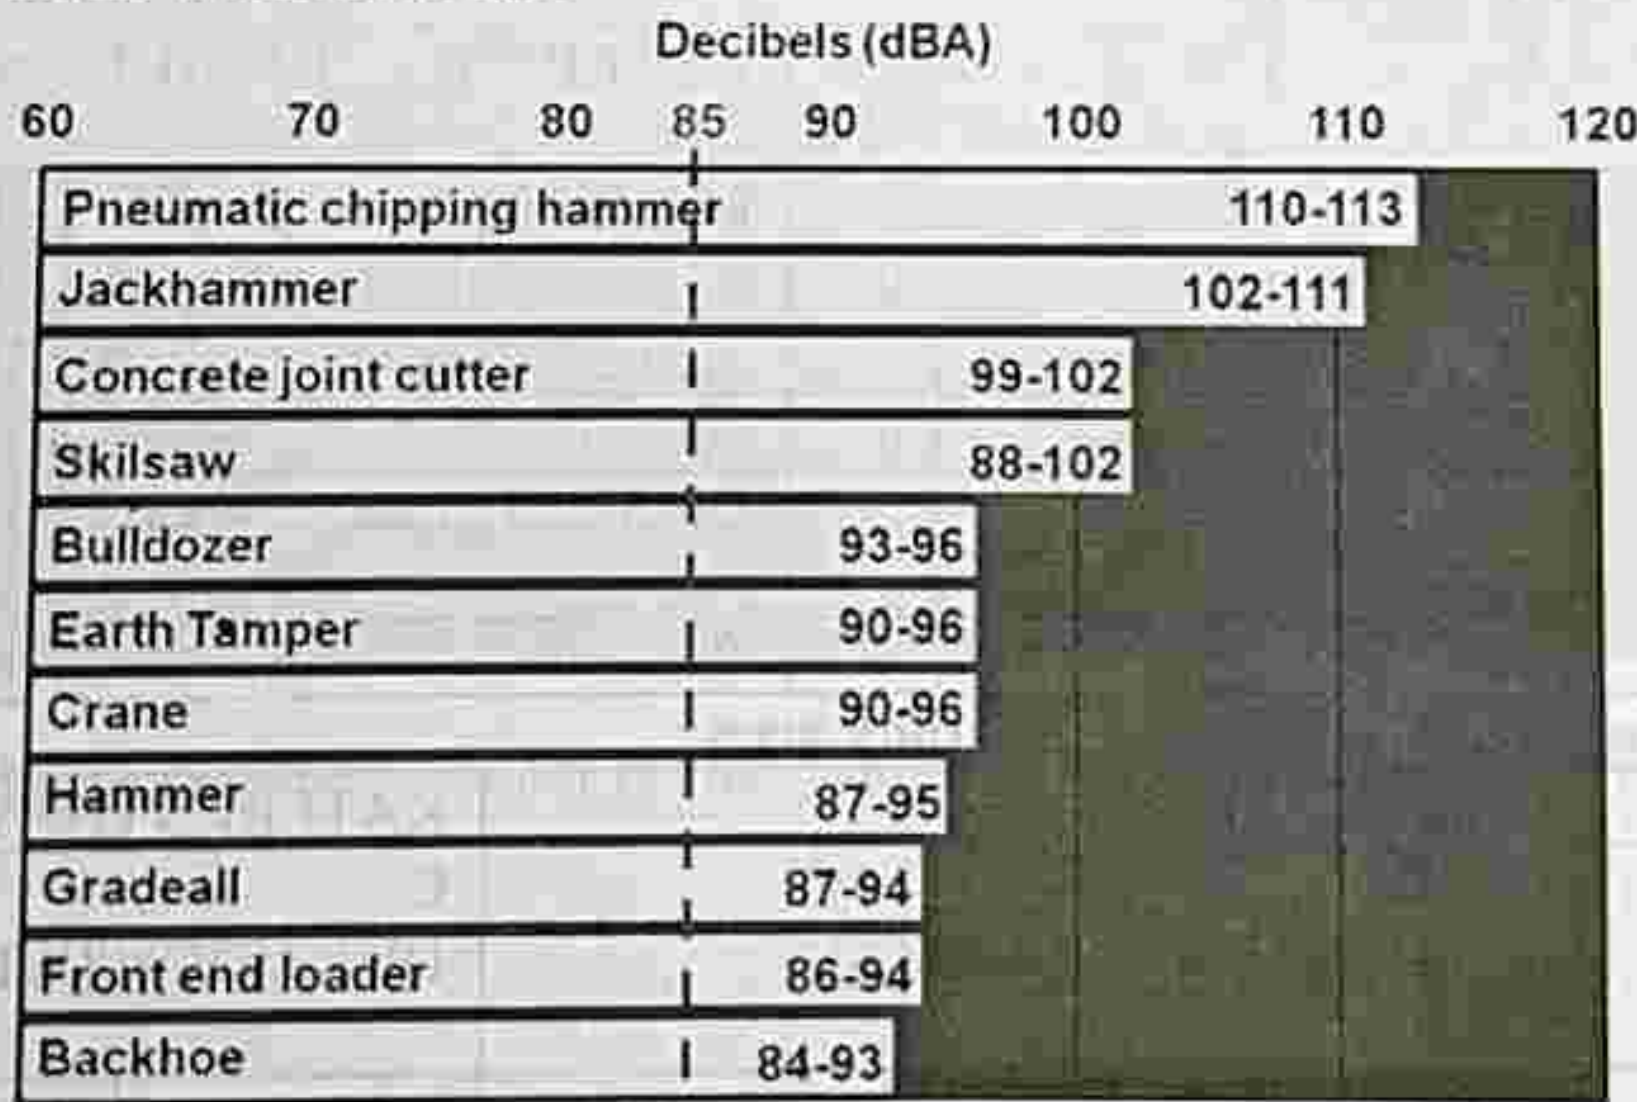 Decibels (dBA)
60 70 80 85 90 100 110 120
Pneumatic chipping hammer 110-113
Jackhammer 102-111
Concrete joint cutter 99-102
Skilsaw 88-102
Bulldozer 93-96
Earth Tamper 90-96
Crane 90-96
Hammer 87-95
Gradeall 87-94
Front end loader 86-94
Backhoe 84-93